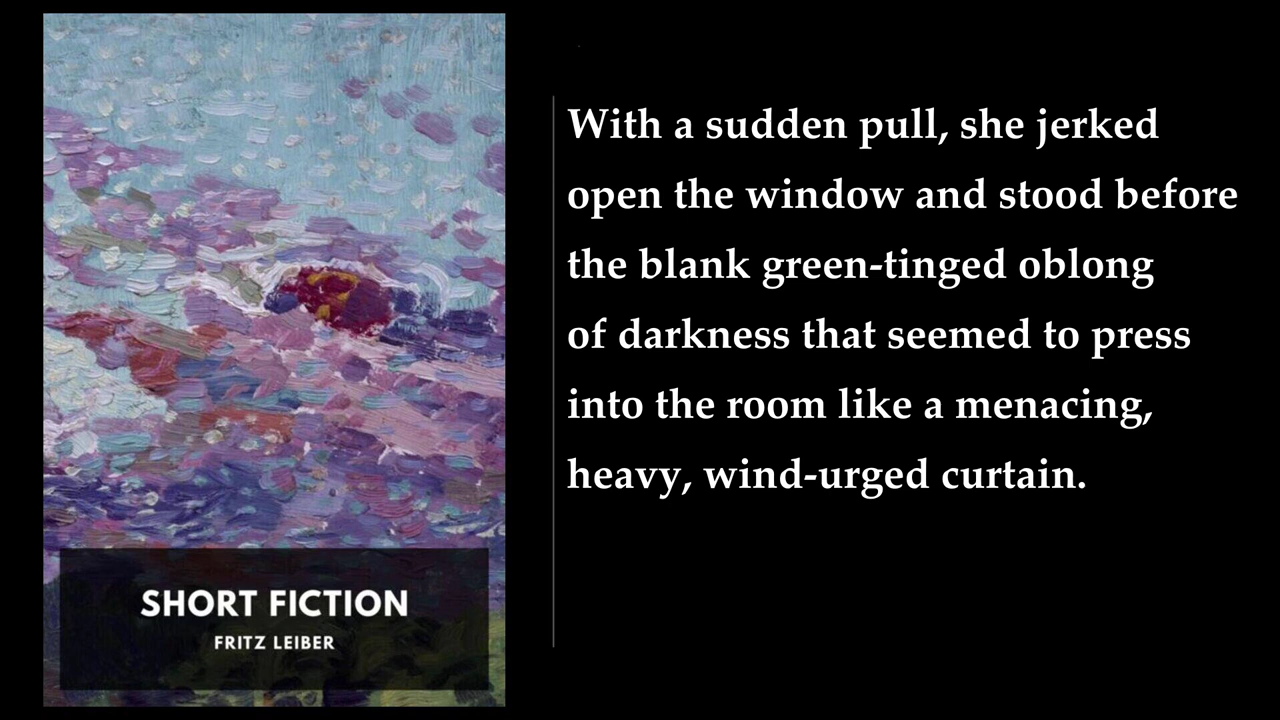 With a sudden pull, she jerked
open the window and stood before
the blank green-tinged oblong
of darkness that seemed to press
into the room like a menacing,
heavy, wind-urged curtain.
SHORT FICTION
FRITZ LEIBER